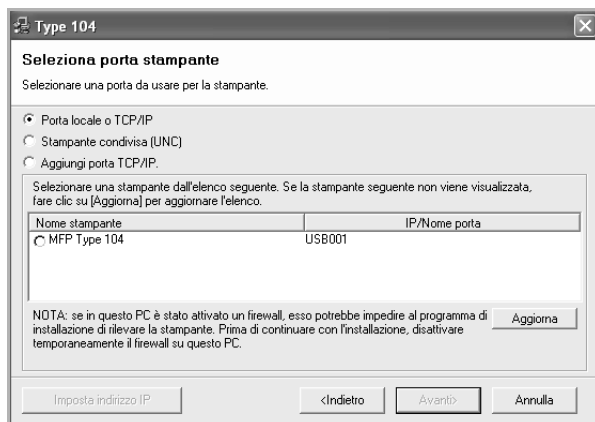 Type 104
Seleziona porta stampante
Selezionare una porta da usare per la stampante.
Porta locale o TCP/IP
Stampante condivisa (UNC)
Aggiungi porta TCP/IP.
Selezionare una stampante dall'elenco seguente. Se la stampante seguente non viene visualizzata,
fare clic su [Aggiorna] per aggiornare l'elenco.
Nome stampante IP/Nome porta
MFP Type 104 USB001
NOTA: se in questo PC è stato attivato un firewall, esso potrebbe impedire al programma di
installazione di rilevare la stampante. Prima di continuare con l'installazione, disattivare
temporaneamente il firewall su questo PC.
Aggiorna
Imposta indirizzo IP <Indietro Avanti> Annulla